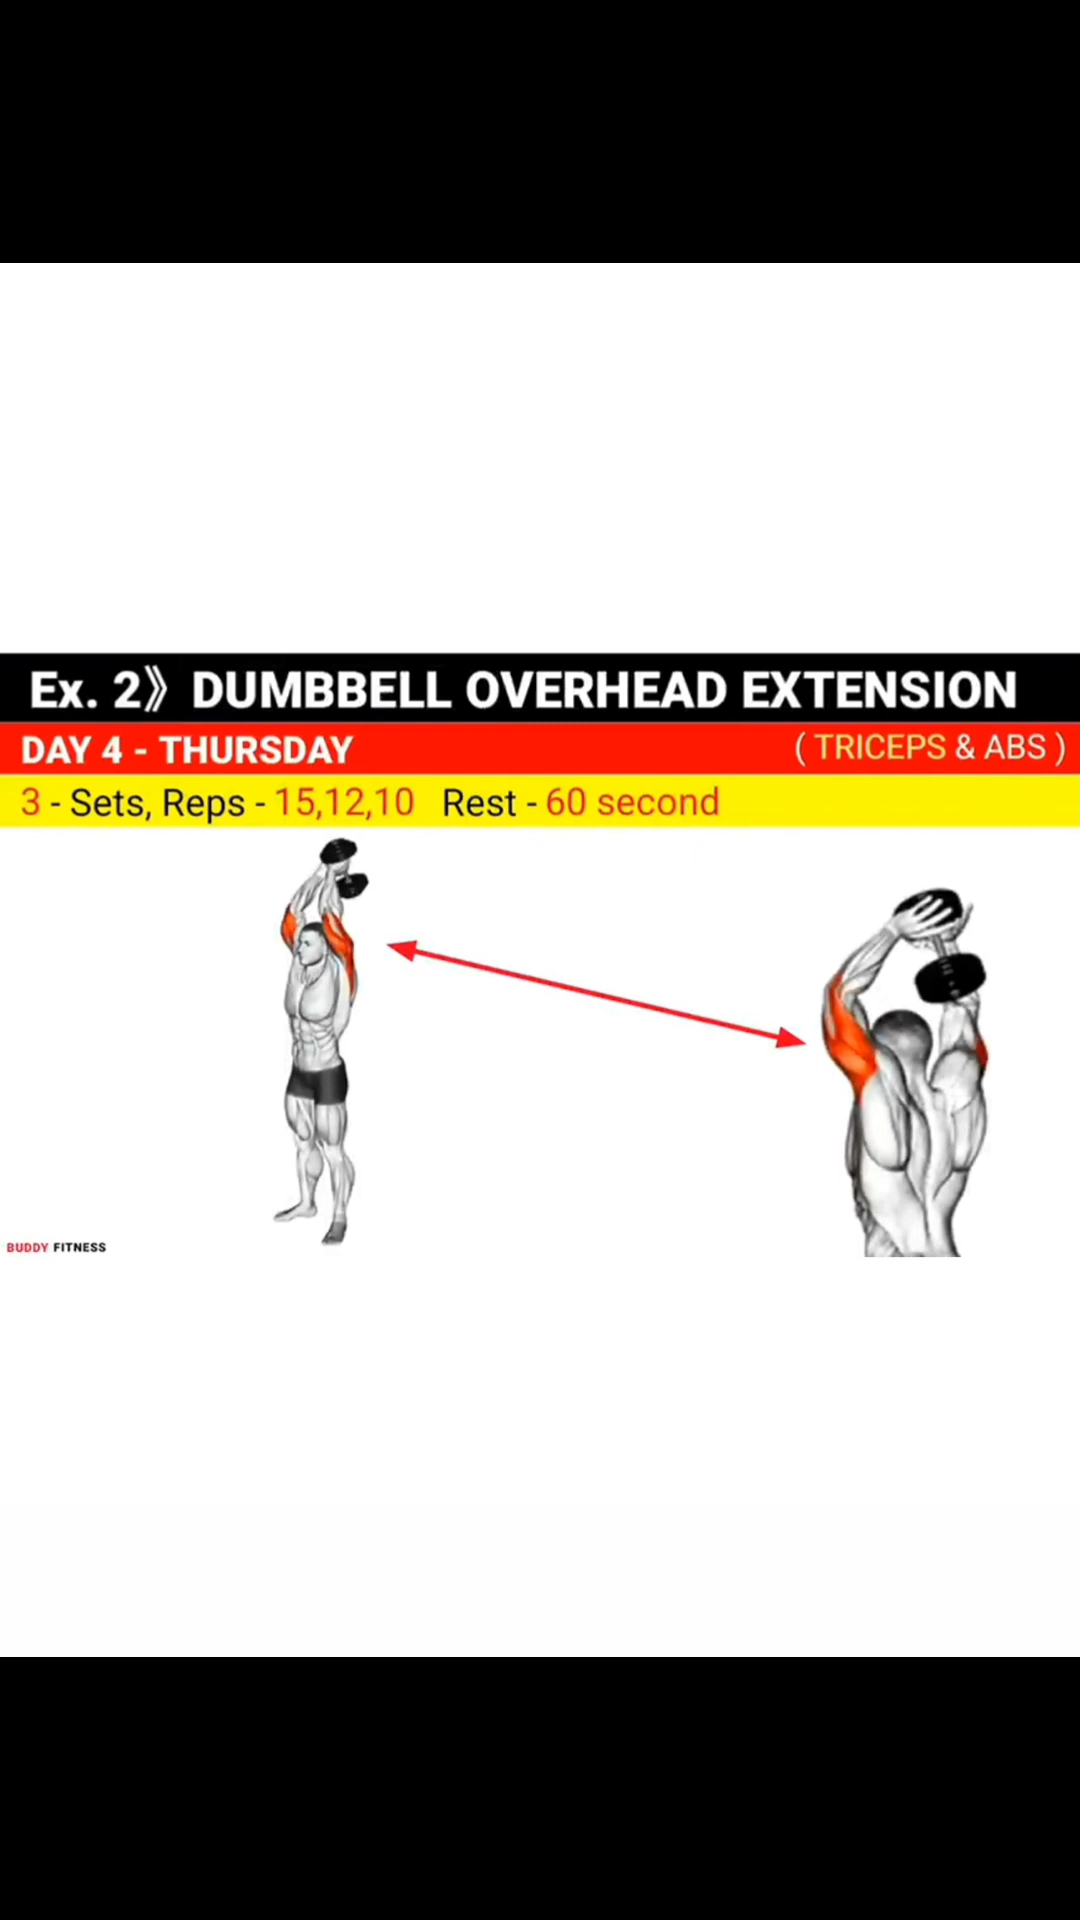 Ex. 2》 DUMBBELL OVERHEAD EXTENSION
DAY 4 - THURSDAY ( TRICEPS & ABS )
3 - Sets, Reps - 15,12,10 Rest - 60 second
BUDDY FITNESS